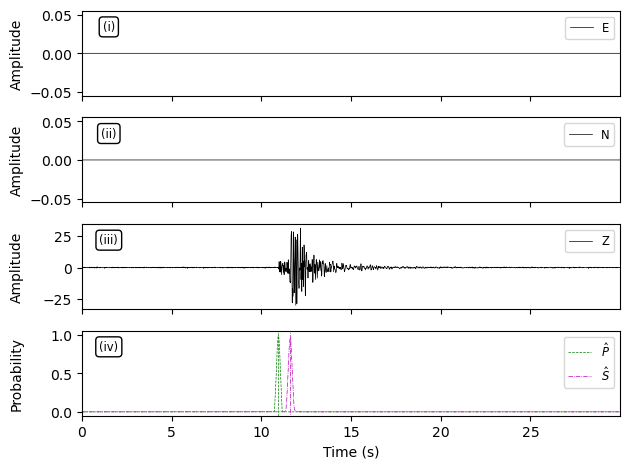 Amplitude
0.05
0.00
−0.05
(i)
E
Amplitude
0.05
0.00
−0.05
(ii)
N
Amplitude
25
0
−25
(iii)
Z
Probability
1.0
0.5
0.0
(iv)
P̂
Ŝ
0 5 10 15 20 25
Time (s)